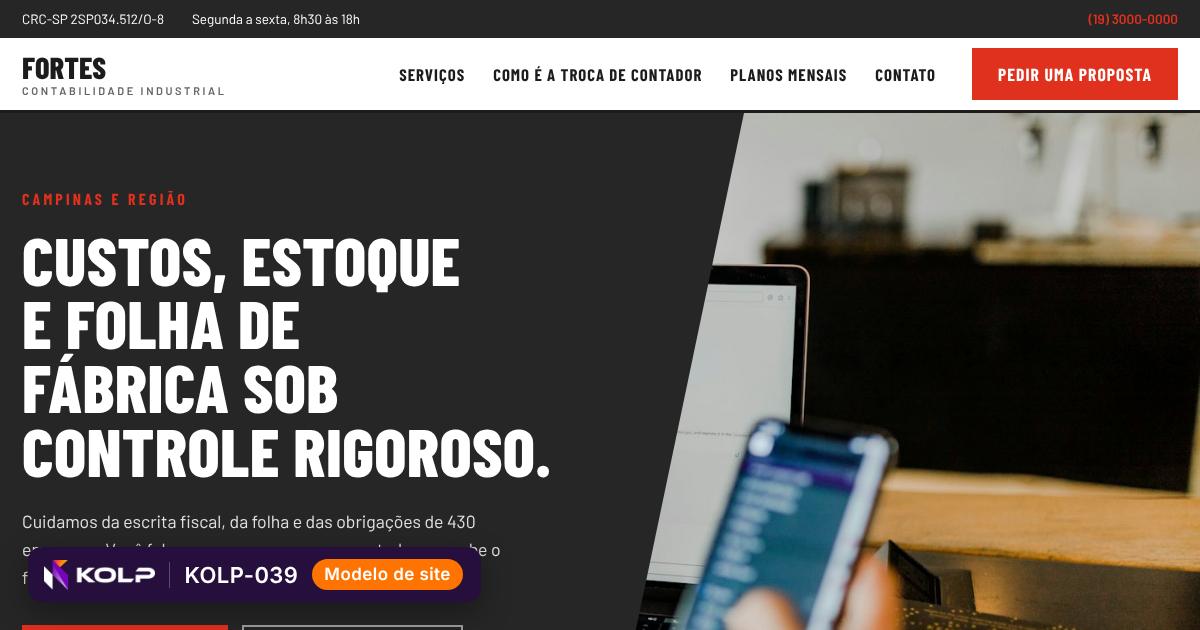 CRC-SP 2SP034.512/O-8
Segunda a sexta, 8h30 às 18h
(19) 3000-0000
FORTES
CONTABILIDADE INDUSTRIAL
SERVIÇOS
COMO É A TROCA DE CONTADOR
PLANOS MENSAIS
CONTATO
PEDIR UMA PROPOSTA
CAMPINAS E REGIÃO
CUSTOS, ESTOQUE
E FOLHA DE
FÁBRICA SOB
CONTROLE RIGOROSO.
Cuidamos da escrita fiscal, da folha e das obrigações de 430
KOLP
KOLP-039
Modelo de site